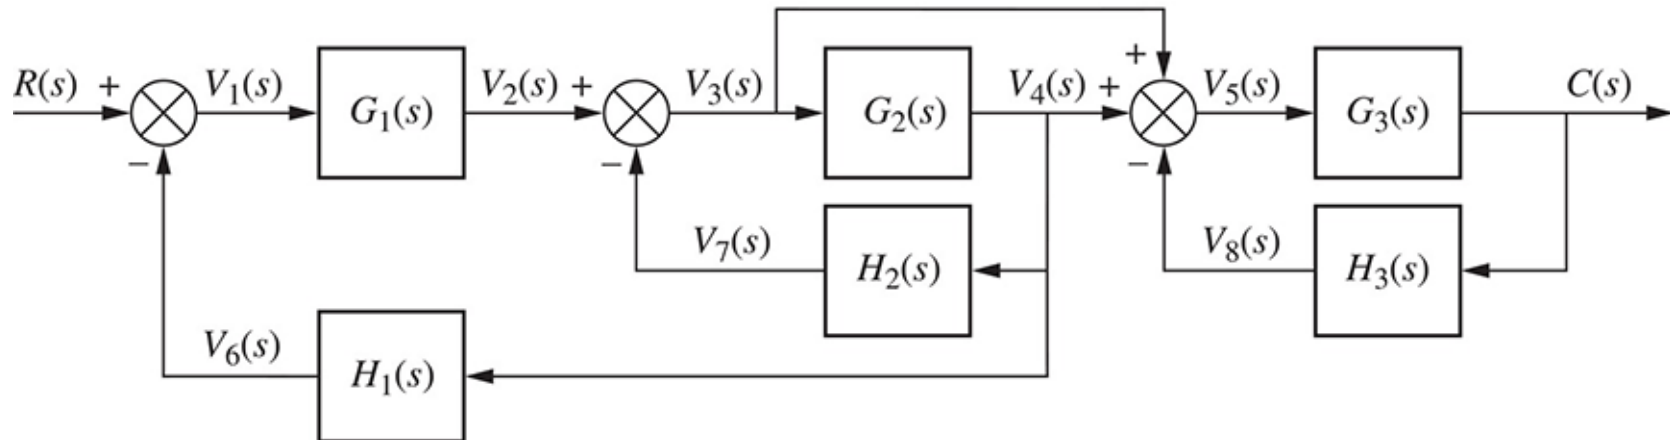 +
R(s) + V₁(s) G₁(s) V₂(s) + V₃(s) G₂(s) V₄(s) + V₅(s) G₃(s) C(s)
− − −
V₇(s) H₂(s) V₈(s) H₃(s)
V₆(s) H₁(s)